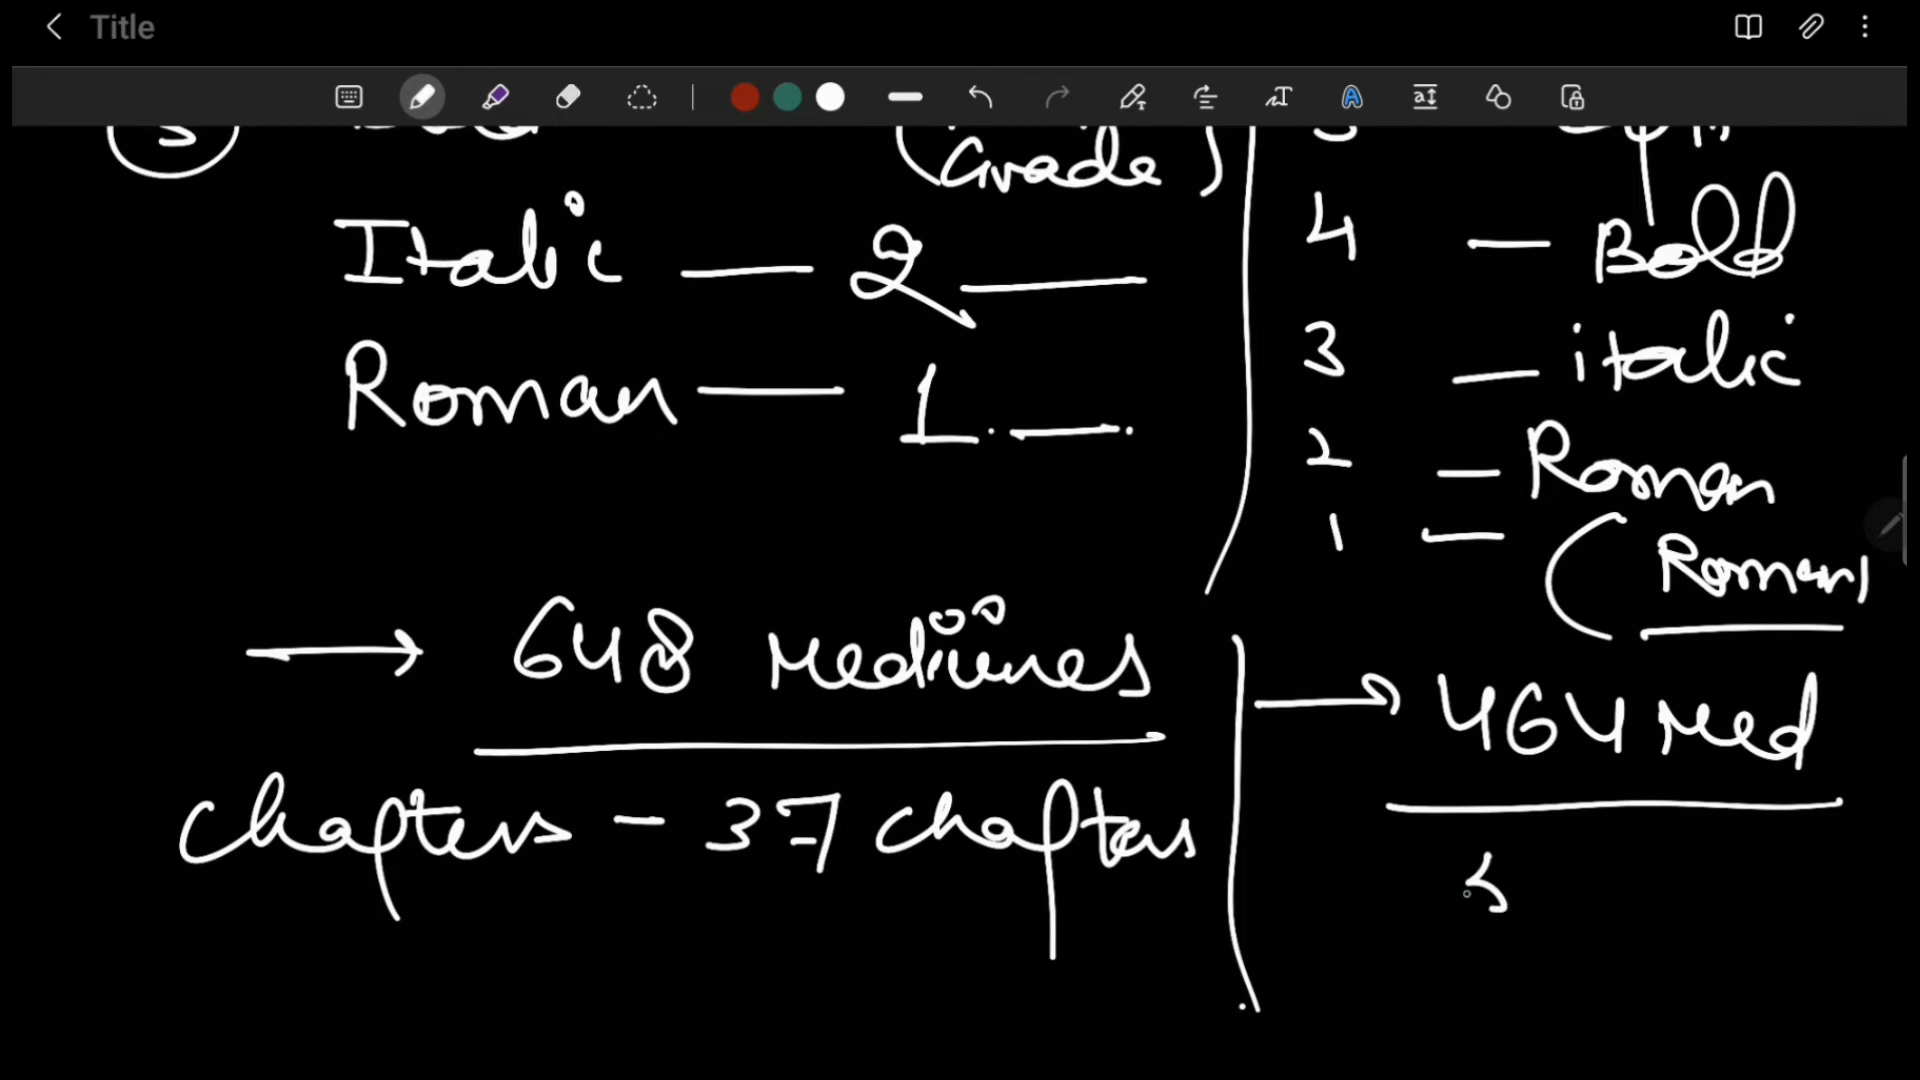 Title
(Grade)
Italic — 2 —
4 — Bold
3 — italic
Roman — 1. —.
2 — Roman
1 — (Roman)
→ 648 Medicines
→ 464 Med
chapters - 37 chapters